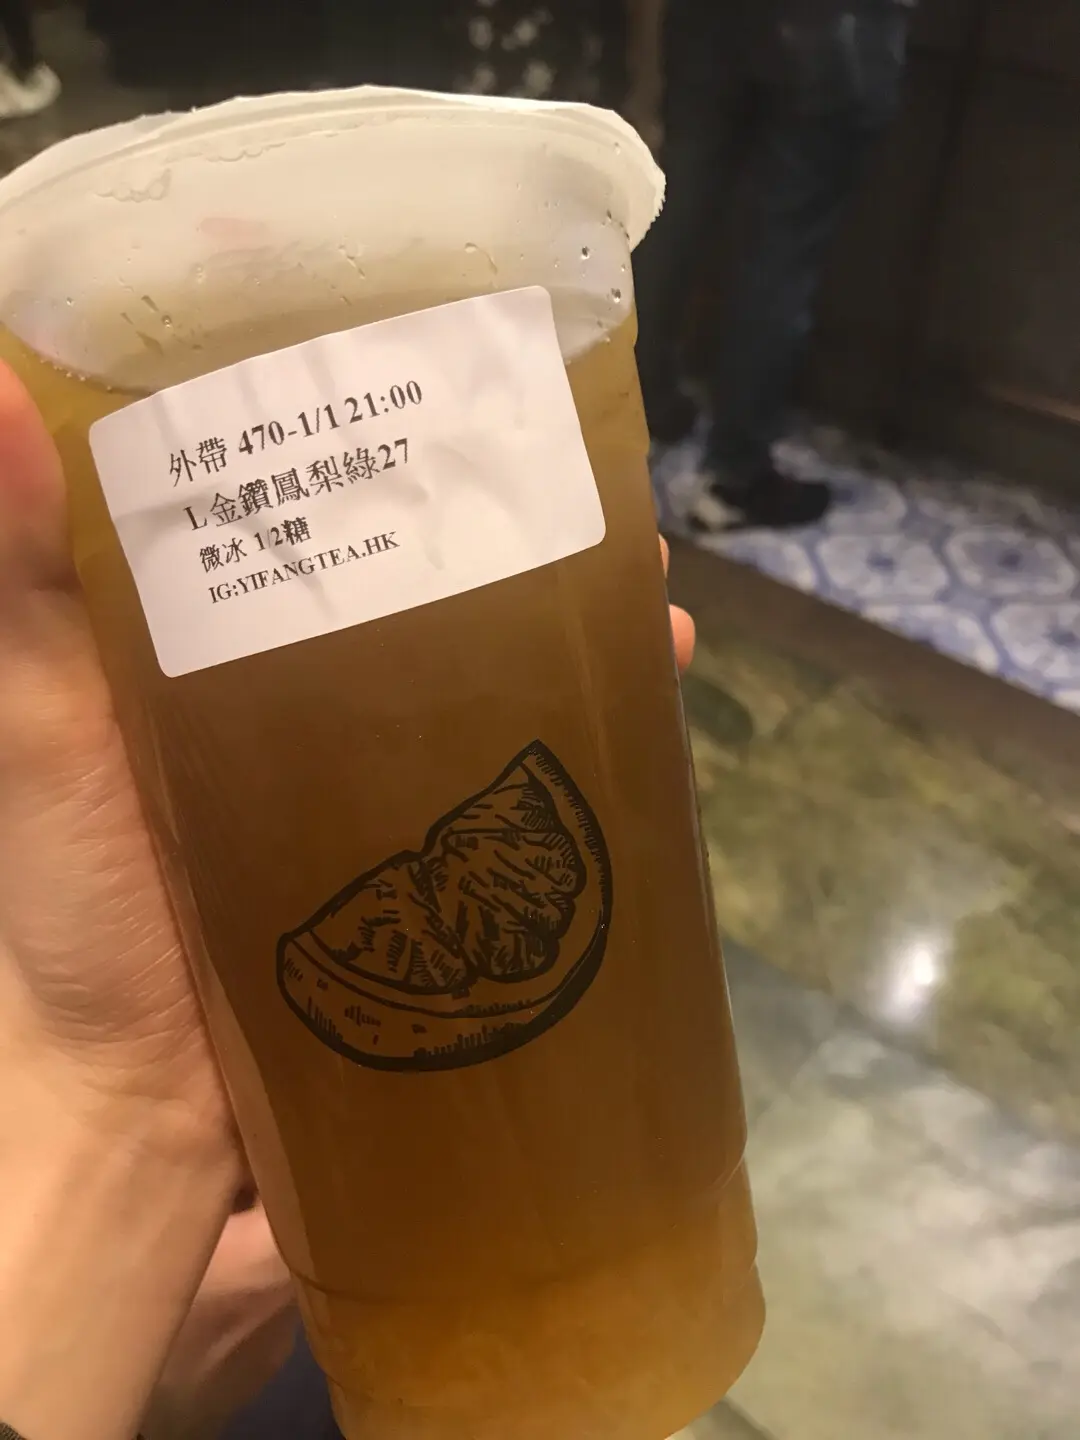 外帶 470-1/1 21:00
L金鑽鳳梨綠27
微冰 1/2糖
IG:YIFANGTEA.HK